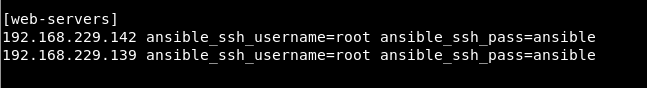 [web-servers]
192.168.229.142 ansible_ssh_username=root ansible_ssh_pass=ansible
192.168.229.139 ansible_ssh_username=root ansible_ssh_pass=ansible